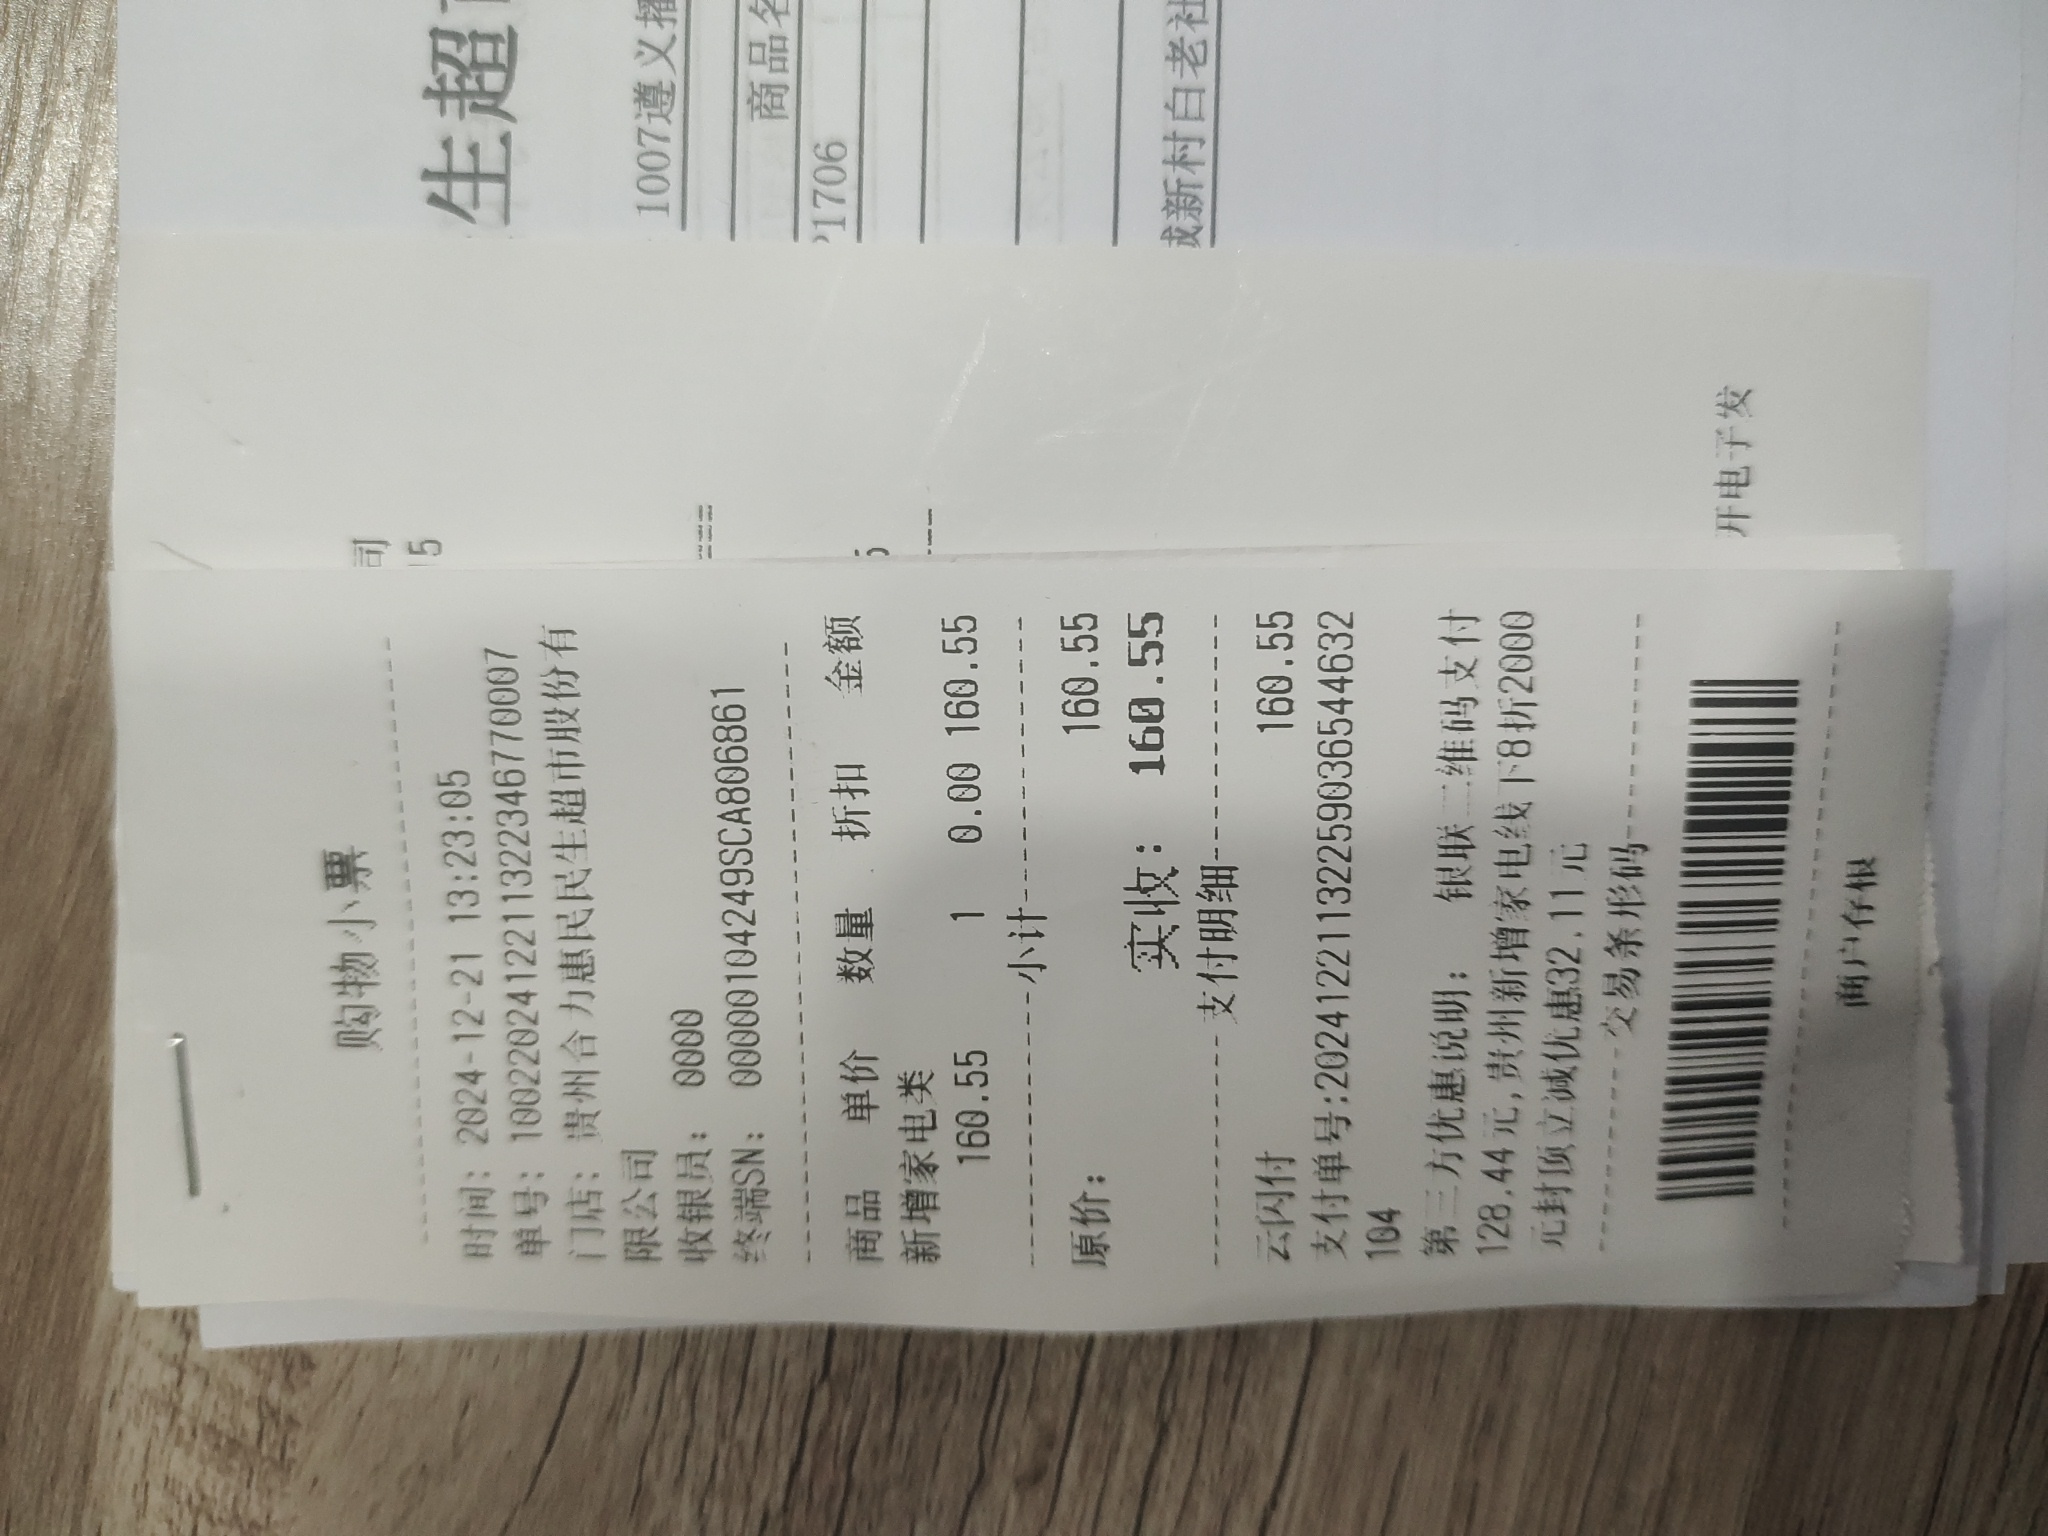 购物小票
时间: 2024-12-21 13:23:05
单号: 10022024122113223467770007
门店: 贵州合力惠民民生超市股份有
限公司
收银员: 0000
终端SN: 00000104249SCA806861
商品 单价 数量 折扣 金额
新增家电类
160.55 1 0.00 160.55
小计
原价: 160.55
实收: 160.55
支付明细
云闪付 160.55
支付单号:20241221132259036544632
104
第三方优惠说明: 银联二维码支付
128.44元,贵州新增家电线下8折2000
元封顶立减优惠32.11元
交易条形码
商户存根
司
15
5
开电子发
生超
1007遵义播
商品名
1706
成新村白老社